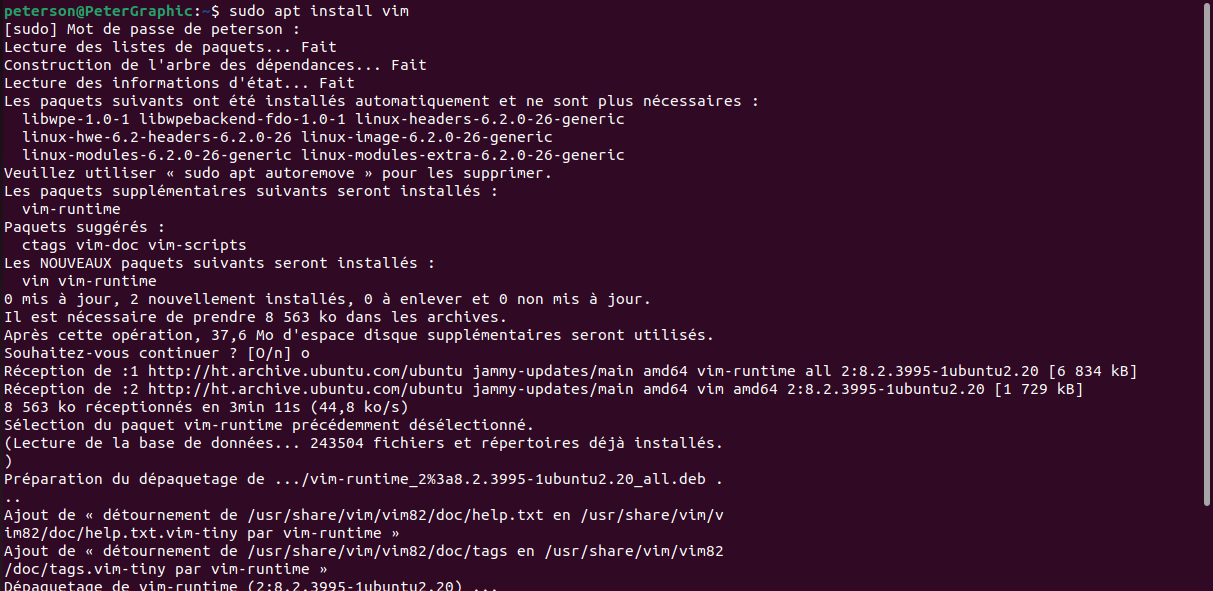 peterson@PeterGraphic:~$ sudo apt install vim
[sudo] Mot de passe de peterson :
Lecture des listes de paquets... Fait
Construction de l'arbre des dépendances... Fait
Lecture des informations d'état... Fait
Les paquets suivants ont été installés automatiquement et ne sont plus nécessaires :
  libwpe-1.0-1 libwpebackend-fdo-1.0-1 linux-headers-6.2.0-26-generic
  linux-hwe-6.2-headers-6.2.0-26 linux-image-6.2.0-26-generic
  linux-modules-6.2.0-26-generic linux-modules-extra-6.2.0-26-generic
Veuillez utiliser « sudo apt autoremove » pour les supprimer.
Les paquets supplémentaires suivants seront installés :
  vim-runtime
Paquets suggérés :
  ctags vim-doc vim-scripts
Les NOUVEAUX paquets suivants seront installés :
  vim vim-runtime
0 mis à jour, 2 nouvellement installés, 0 à enlever et 0 non mis à jour.
Il est nécessaire de prendre 8 563 ko dans les archives.
Après cette opération, 37,6 Mo d'espace disque supplémentaires seront utilisés.
Souhaitez-vous continuer ? [O/n] o
Réception de :1 http://ht.archive.ubuntu.com/ubuntu jammy-updates/main amd64 vim-runtime all 2:8.2.3995-1ubuntu2.20 [6 834 kB]
Réception de :2 http://ht.archive.ubuntu.com/ubuntu jammy-updates/main amd64 vim amd64 2:8.2.3995-1ubuntu2.20 [1 729 kB]
8 563 ko réceptionnés en 3min 11s (44,8 ko/s)
Sélection du paquet vim-runtime précédemment désélectionné.
(Lecture de la base de données... 243504 fichiers et répertoires déjà installés.
)
Préparation du dépaquetage de .../vim-runtime_2%3a8.2.3995-1ubuntu2.20_all.deb .
..
Ajout de « détournement de /usr/share/vim/vim82/doc/help.txt en /usr/share/vim/v
im82/doc/help.txt.vim-tiny par vim-runtime »
Ajout de « détournement de /usr/share/vim/vim82/doc/tags en /usr/share/vim/vim82
/doc/tags.vim-tiny par vim-runtime »
Dépaquetage de vim-runtime (2:8.2.3995-1ubuntu2.20) ...